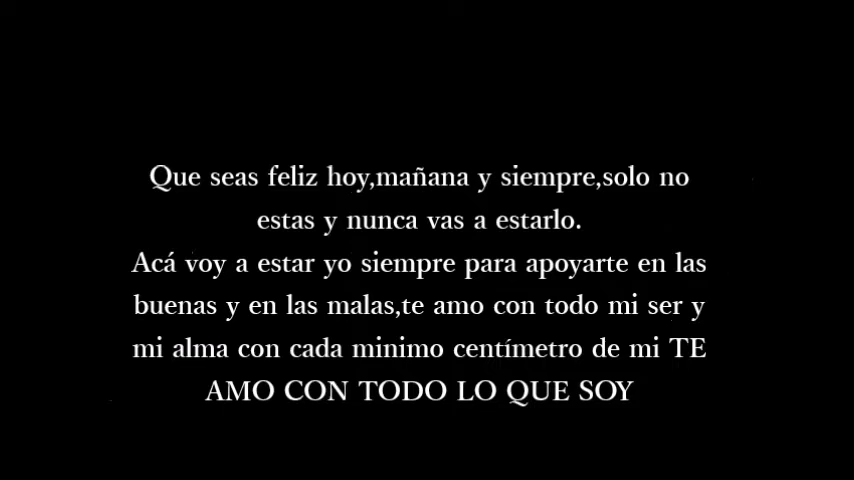 Que seas feliz hoy,mañana y siempre,solo no
estas y nunca vas a estarlo.
Acá voy a estar yo siempre para apoyarte en las
buenas y en las malas,te amo con todo mi ser y
mi alma con cada minimo centímetro de mi TE
AMO CON TODO LO QUE SOY